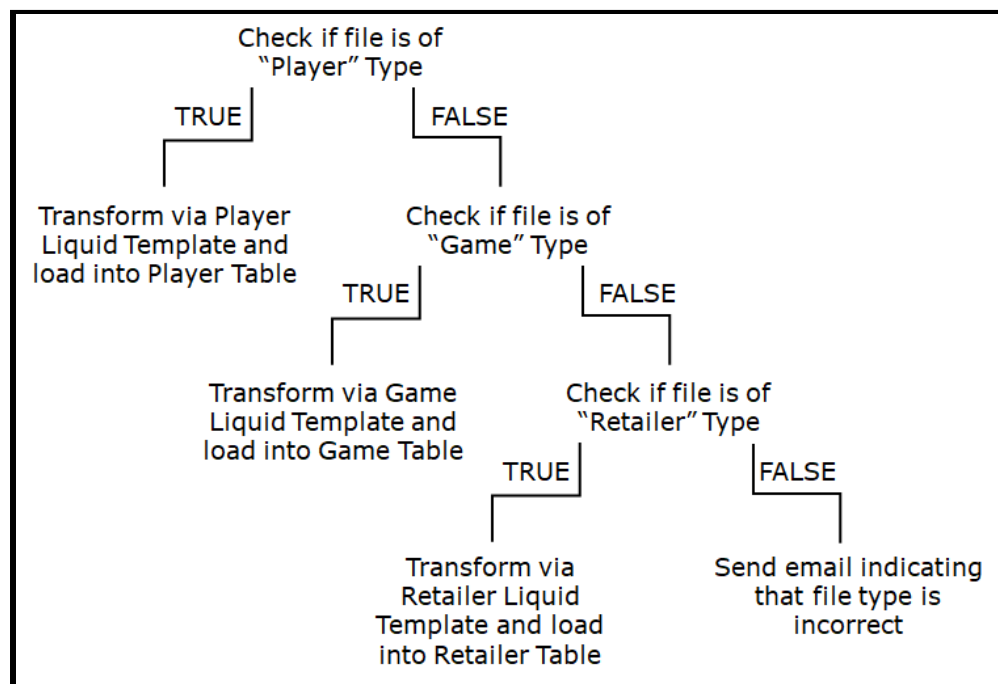 Check if file is of
“Player” Type
TRUE
FALSE
Transform via Player
Liquid Template and
load into Player Table
Check if file is of
“Game” Type
TRUE
FALSE
Transform via Game
Liquid Template and
load into Game Table
Check if file is of
“Retailer” Type
TRUE
FALSE
Transform via
Retailer Liquid
Template and load
into Retailer Table
Send email indicating
that file type is
incorrect